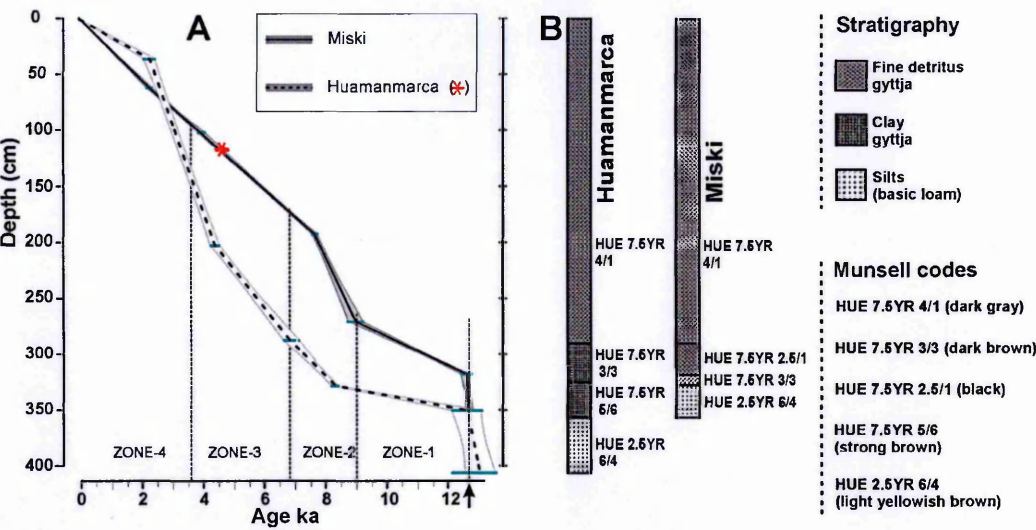 A
Miski
Huamanmarca (*)
Depth (cm)
0
50
100
150
200
250
300
350
400
ZONE-4
ZONE-3
ZONE-2
ZONE-1
0
2
4
6
8
10
12
Age ka
B
Huamanmarca
HUE 7.5YR
4/1
HUE 7.5YR
3/3
HUE 7.5YR
5/6
HUE 2.5YR
6/4
Miski
HUE 7.5YR
4/1
HUE 7.5YR 2.5/1
HUE 7.5YR 3/3
HUE 2.5YR 6/4
Stratigraphy
Fine detritus
gyttja
Clay
gyttja
Silts
(basic loam)
Munsell codes
HUE 7.5YR 4/1 (dark gray)
HUE 7.5YR 3/3 (dark brown)
HUE 7.5YR 2.5/1 (black)
HUE 7.5YR 5/6
(strong brown)
HUE 2.5YR 6/4
(light yellowish brown)